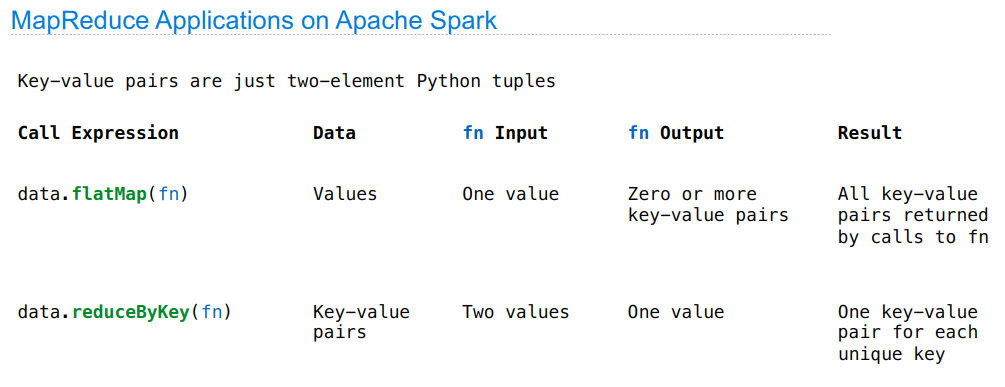 MapReduce Applications on Apache Spark
Key-value pairs are just two-element Python tuples
Call Expression Data fn Input fn Output Result
data.flatMap(fn) Values One value Zero or more All key-value
key-value pairs pairs returned
by calls to fn
data.reduceByKey(fn) Key-value Two values One value One key-value
pairs pair for each
unique key